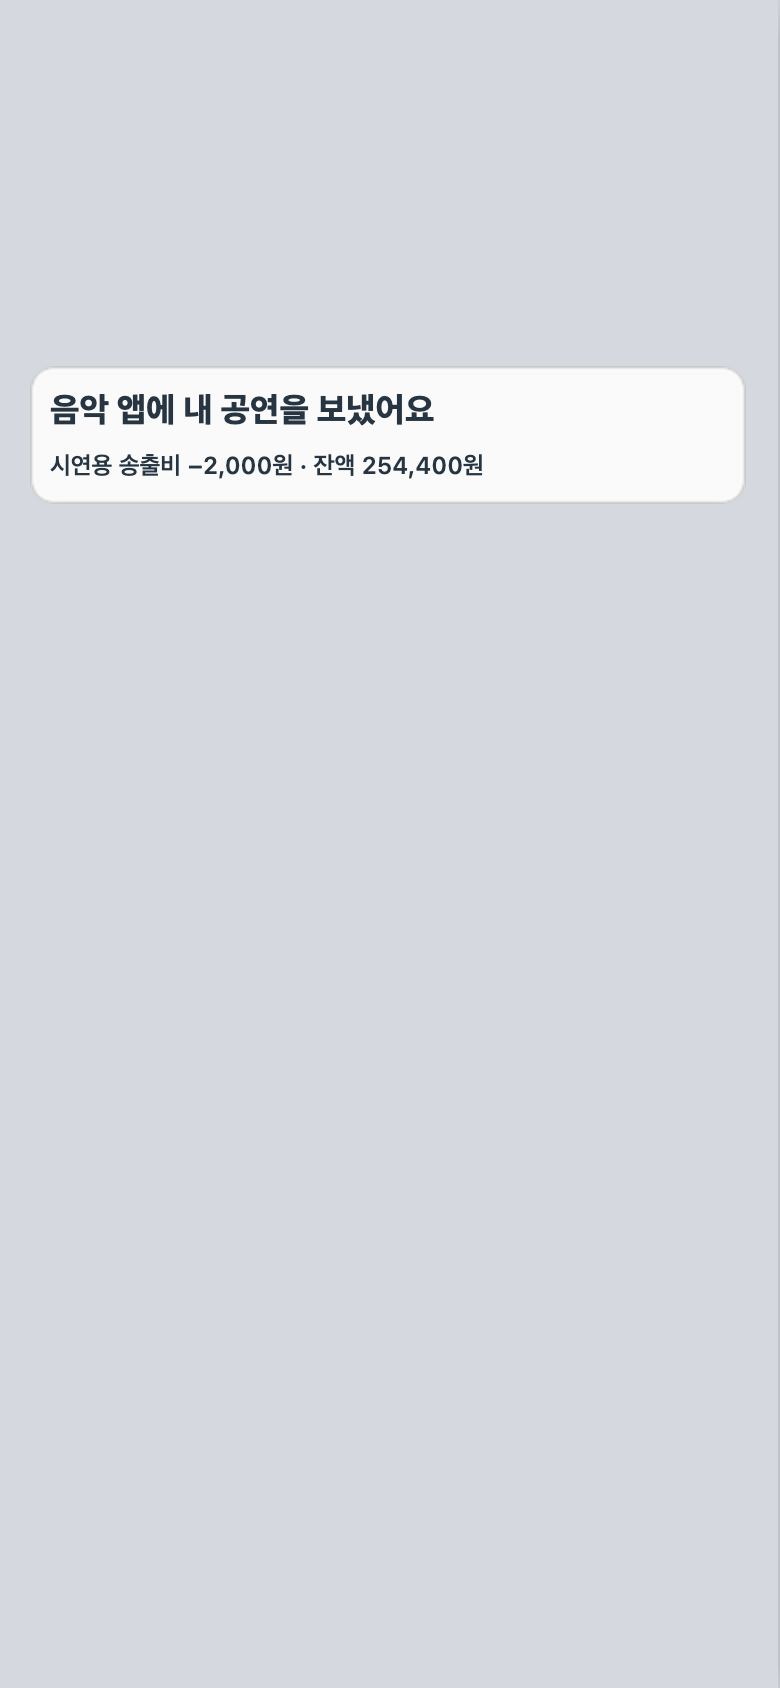 음악 앱에 내 공연을 보냈어요
시연용 송출비 −2,000원 · 잔액 254,400원